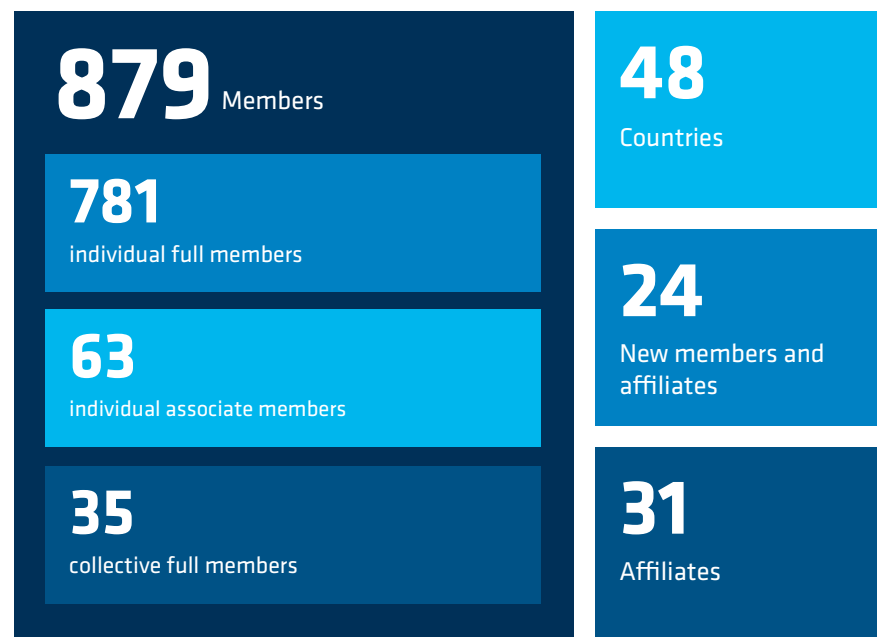 879 Members
781
individual full members
63
individual associate members
35
collective full members
48
Countries
24
New members and
affiliates
31
Affiliates